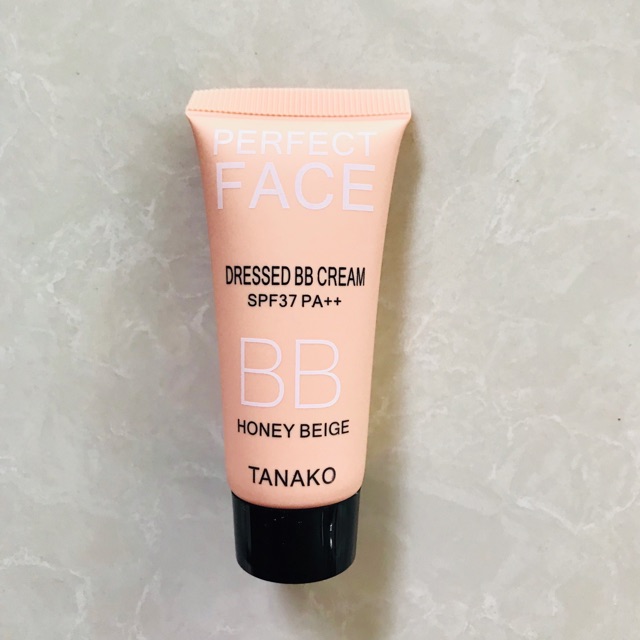 PERFECT
FACE
DRESSED BB CREAM
SPF37 PA++
BB
HONEY BEIGE
TANAKO